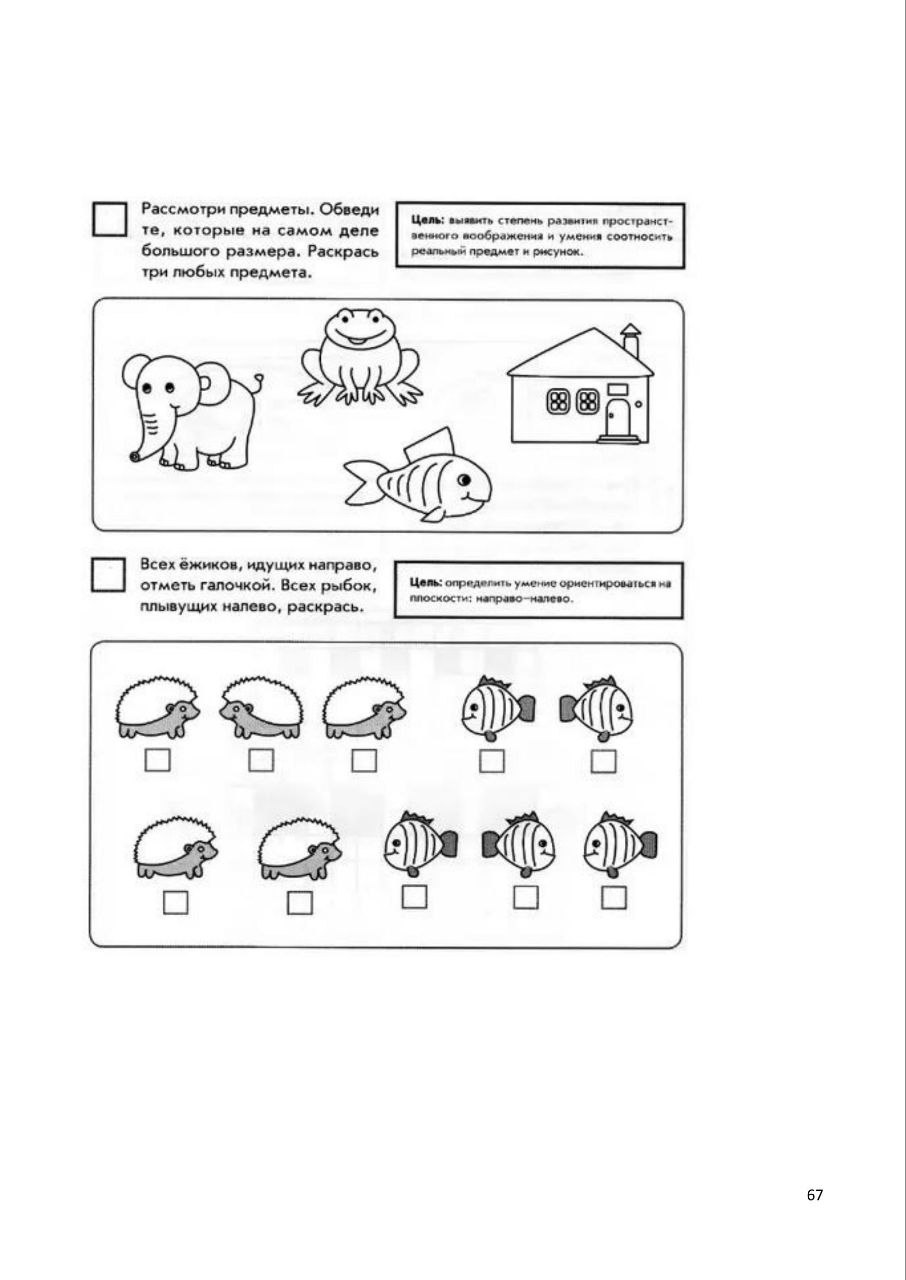 Рассмотри предметы. Обведи
те, которые на самом деле
большого размера. Раскрась
три любых предмета.
Цель: выявить степень развития пространст-
венного воображения и умения соотносить
реальный предмет и рисунок.
Всех ёжиков, идущих направо,
отметь галочкой. Всех рыбок,
плывущих налево, раскрась.
Цель: определить умение ориентироваться на
плоскости: направо—налево.
67